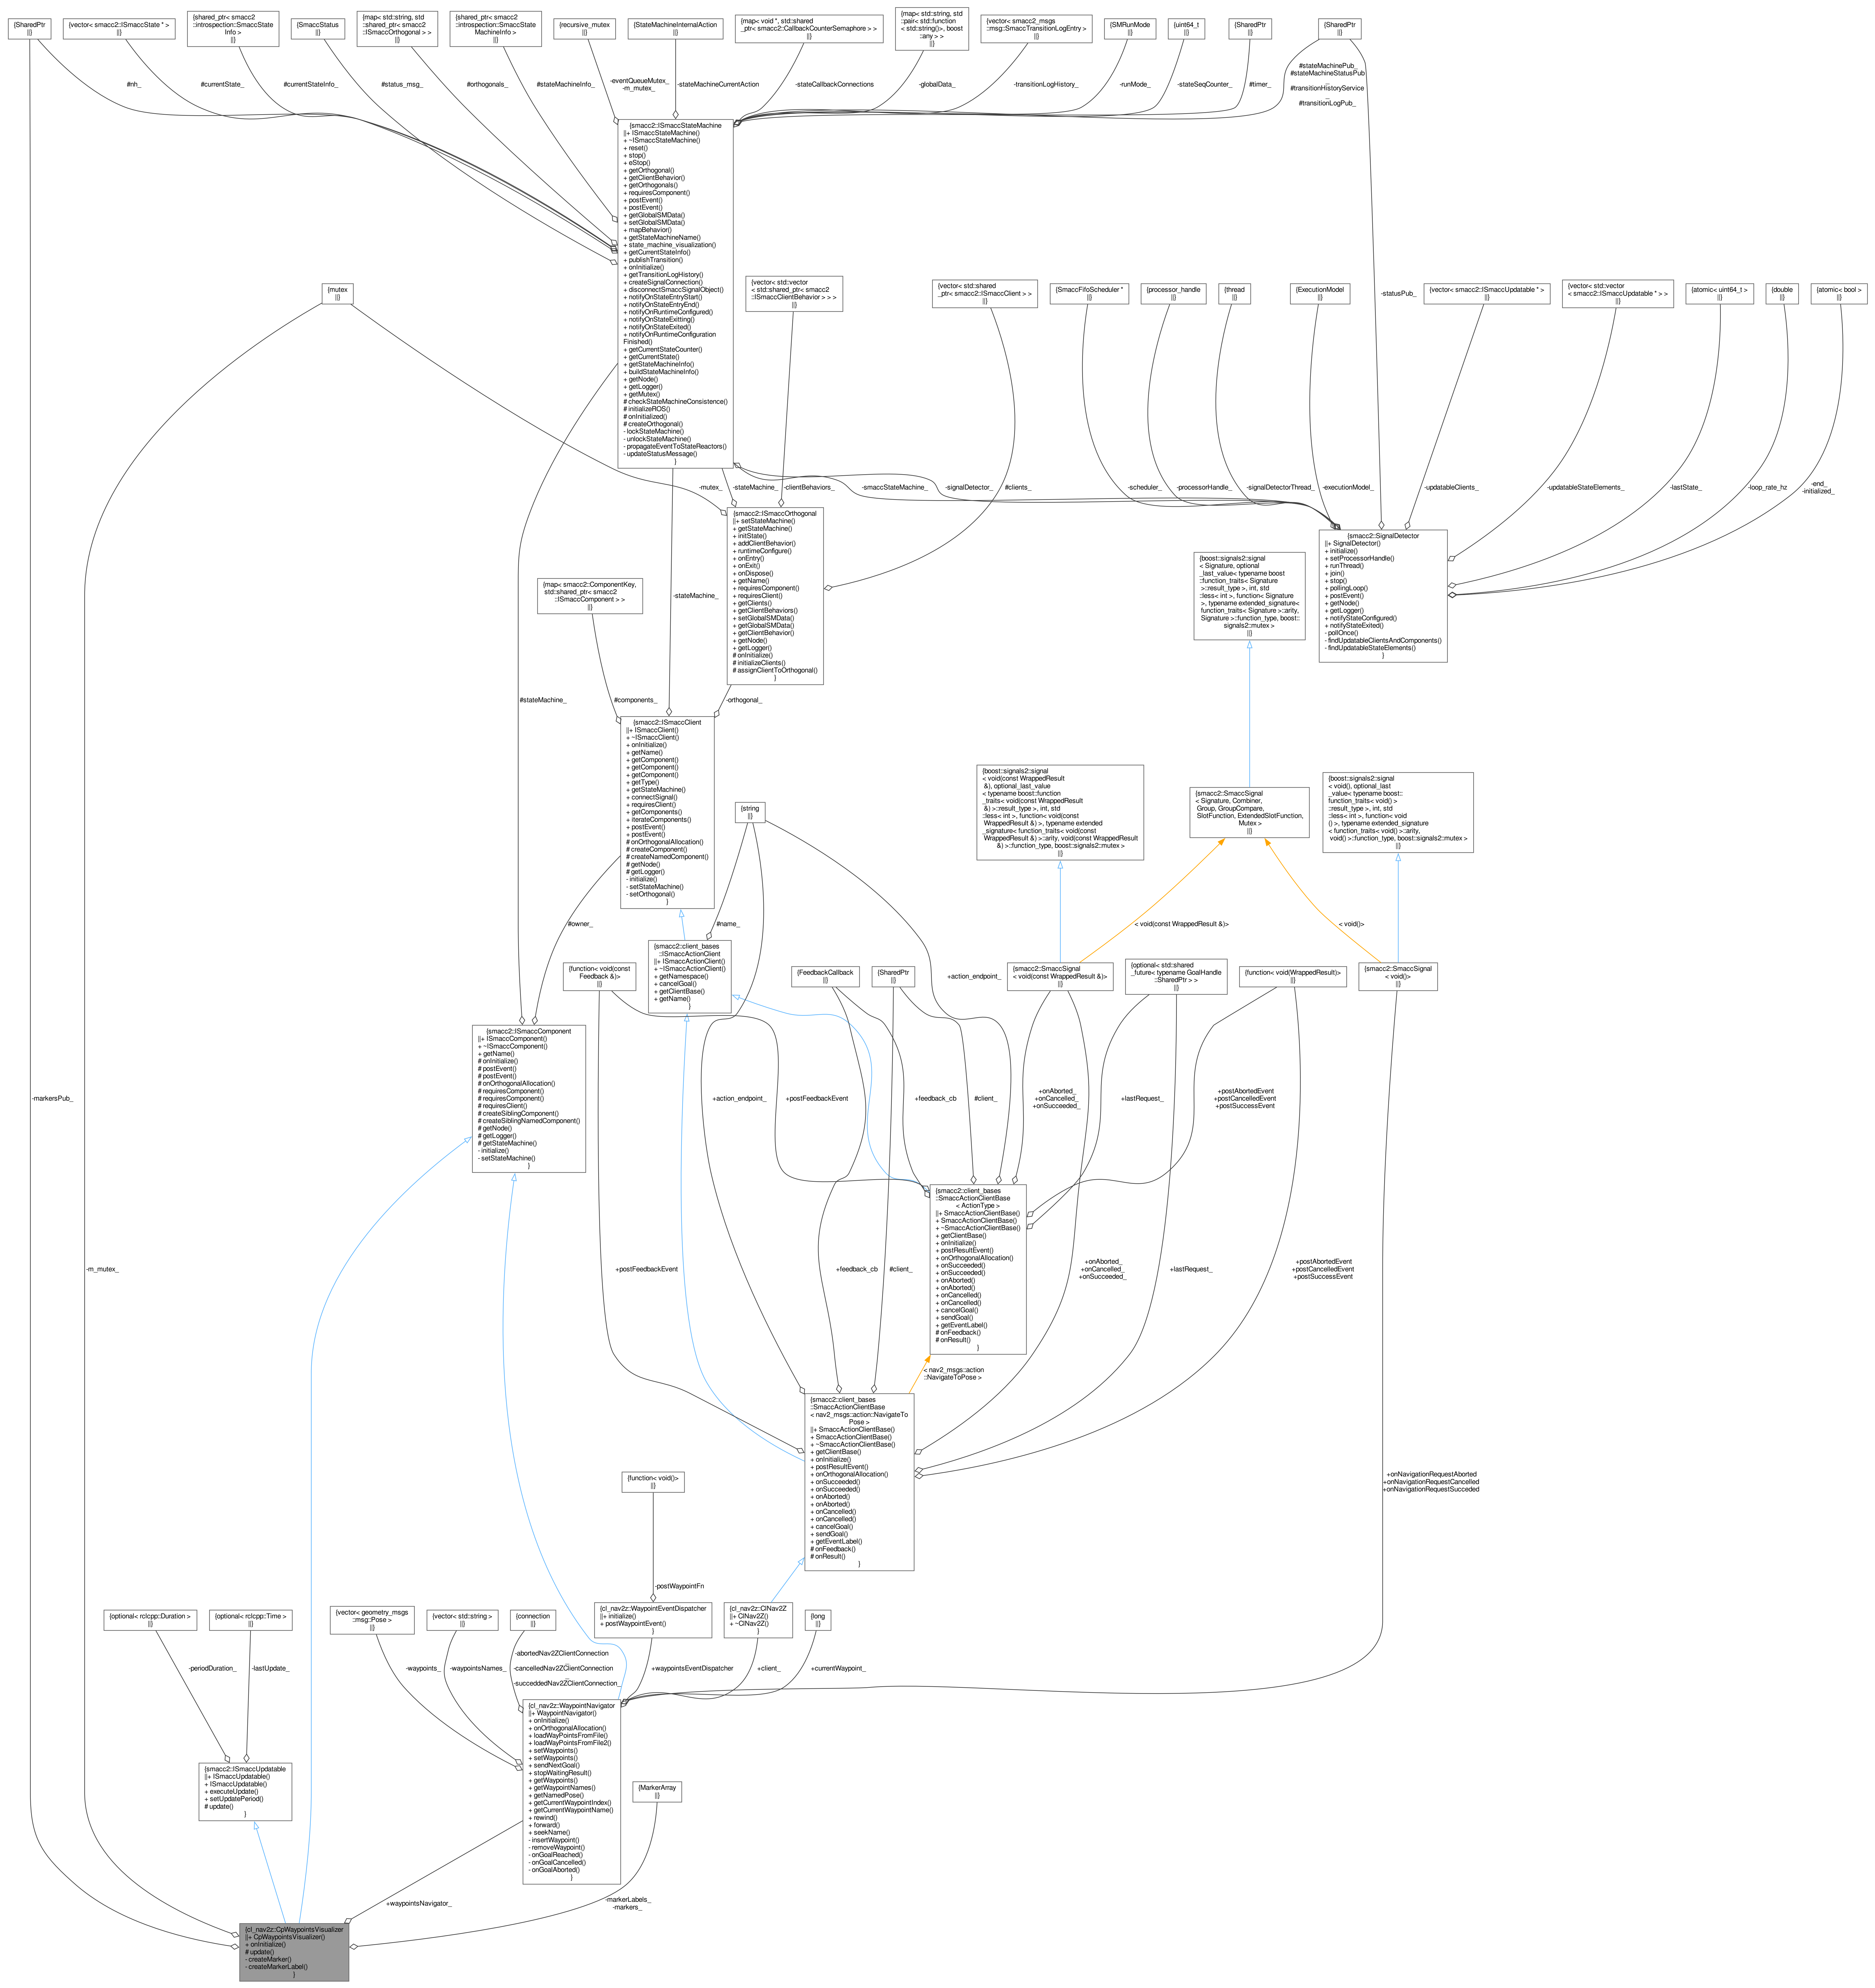 {SharedPtr
||}
{vector< smacc2::ISmaccState * >
||}
{shared_ptr< smacc2
::introspection::SmaccState
Info >
||}
{SmaccStatus
||}
{map< std::string, std
::shared_ptr< smacc2
::ISmaccOrthogonal > >
||}
{shared_ptr< smacc2
::introspection::SmaccState
MachineInfo >
||}
{recursive_mutex
||}
{StateMachineInternalAction
||}
{map< void *, std::shared
_ptr< smacc2::CallbackCounterSemaphore > >
||}
{map< std::string, std
::pair< std::function
< std::string()>, boost
::any > >
||}
{vector< smacc2_msgs
::msg::SmaccTransitionLogEntry >
||}
{SMRunMode
||}
{uint64_t
||}
{SharedPtr
||}
{SharedPtr
||}
#nh_
#currentState_
#currentStateInfo_
#status_msg_
#orthogonals_
#stateMachineInfo_
-eventQueueMutex_
-m_mutex_
-stateMachineCurrentAction
-stateCallbackConnections
-globalData_
-transitionLogHistory_
-runMode_
-stateSeqCounter_
#timer_
#stateMachinePub_
#stateMachineStatusPub
_
#transitionHistoryService
_
#transitionLogPub_
{smacc2::ISmaccStateMachine
||+ ISmaccStateMachine()
+ ~ISmaccStateMachine()
+ reset()
+ stop()
+ eStop()
+ getOrthogonal()
+ getClientBehavior()
+ getOrthogonals()
+ requiresComponent()
+ postEvent()
+ postEvent()
+ getGlobalSMData()
+ setGlobalSMData()
+ mapBehavior()
+ getStateMachineName()
+ state_machine_visualization()
+ getCurrentStateInfo()
+ publishTransition()
+ onInitialize()
+ getTransitionLogHistory()
+ createSignalConnection()
+ disconnectSmaccSignalObject()
+ notifyOnStateEntryStart()
+ notifyOnStateEntryEnd()
+ notifyOnRuntimeConfigured()
+ notifyOnStateExitting()
+ notifyOnStateExited()
+ notifyOnRuntimeConfiguration
Finished()
+ getCurrentStateCounter()
+ getCurrentState()
+ getStateMachineInfo()
+ buildStateMachineInfo()
+ getNode()
+ getLogger()
+ getMutex()
# checkStateMachineConsistence()
# initializeROS()
# onInitialized()
# createOrthogonal()
- lockStateMachine()
- unlockStateMachine()
- propagateEventToStateReactors()
- updateStatusMessage()
}
{mutex
||}
{vector< std::vector
< std::shared_ptr< smacc2
::ISmaccClientBehavior > > >
||}
{vector< std::shared
_ptr< smacc2::ISmaccClient > >
||}
{SmaccFifoScheduler *
||}
{processor_handle
||}
{thread
||}
{ExecutionModel
||}
-statusPub_
{vector< smacc2::ISmaccUpdatable * >
||}
{vector< std::vector
< smacc2::ISmaccUpdatable * > >
||}
{atomic< uint64_t >
||}
{double
||}
{atomic< bool >
||}
-mutex_
-stateMachine_
-clientBehaviors_
-smaccStateMachine_
-signalDetector_
#clients_
-scheduler_
-processorHandle_
-signalDetectorThread_
-executionModel_
-updatableClients_
-updatableStateElements_
-lastState_
-loop_rate_hz
-end_
-initialized_
{smacc2::ISmaccOrthogonal
||+ setStateMachine()
+ getStateMachine()
+ initState()
+ addClientBehavior()
+ runtimeConfigure()
+ onEntry()
+ onExit()
+ onDispose()
+ getName()
+ requiresComponent()
+ requiresClient()
+ getClients()
+ getClientBehaviors()
+ setGlobalSMData()
+ getGlobalSMData()
+ getClientBehavior()
+ getNode()
+ getLogger()
# onInitialize()
# initializeClients()
# assignClientToOrthogonal()
}
{smacc2::SignalDetector
||+ SignalDetector()
+ initialize()
+ setProcessorHandle()
+ runThread()
+ join()
+ stop()
+ pollingLoop()
+ postEvent()
+ getNode()
+ getLogger()
+ notifyStateConfigured()
+ notifyStateExited()
- pollOnce()
- findUpdatableClientsAndComponents()
- findUpdatableStateElements()
}
{boost::signals2::signal
< Signature, optional
_last_value< typename boost
::function_traits< Signature
>::result_type >, int, std
::less< int >, function< Signature
>, typename extended_signature<
function_traits< Signature >::arity,
Signature >::function_type, boost::
signals2::mutex >
||}
{map< smacc2::ComponentKey,
std::shared_ptr< smacc2
::ISmaccComponent > >
||}
-stateMachine_
#stateMachine_
#components_
-orthogonal_
{smacc2::ISmaccClient
||+ ISmaccClient()
+ ~ISmaccClient()
+ onInitialize()
+ getName()
+ getComponent()
+ getComponent()
+ getComponent()
+ getType()
+ getStateMachine()
+ connectSignal()
+ requiresClient()
+ getComponents()
+ iterateComponents()
+ postEvent()
+ postEvent()
# onOrthogonalAllocation()
# createComponent()
# createNamedComponent()
# getNode()
# getLogger()
- initialize()
- setStateMachine()
- setOrthogonal()
}
{string
||}
{boost::signals2::signal
< void(const WrappedResult
&), optional_last_value
< typename boost::function
_traits< void(const WrappedResult
&) >::result_type >, int, std
::less< int >, function< void(const
WrappedResult &) >, typename extended
_signature< function_traits< void(const
WrappedResult &) >::arity, void(const WrappedResult
&) >::function_type, boost::signals2::mutex >
||}
{smacc2::SmaccSignal
< Signature, Combiner,
Group, GroupCompare,
SlotFunction, ExtendedSlotFunction,
Mutex >
||}
{boost::signals2::signal
< void(), optional_last
_value< typename boost::
function_traits< void() >
::result_type >, int, std
::less< int >, function< void
() >, typename extended_signature
< function_traits< void() >::arity,
void() >::function_type, boost::signals2::mutex >
||}
#owner_
#name_
< void(const WrappedResult &)>
< void()>
{smacc2::client_bases
::ISmaccActionClient
||+ ISmaccActionClient()
+ ~ISmaccActionClient()
+ getNamespace()
+ cancelGoal()
+ getClientBase()
+ getName()
}
{function< void(const
Feedback &)>
||}
{FeedbackCallback
||}
{SharedPtr
||}
+action_endpoint_
{smacc2::SmaccSignal
< void(const WrappedResult &)>
||}
{optional< std::shared
_future< typename GoalHandle
::SharedPtr > >
||}
{function< void(WrappedResult)>
||}
{smacc2::SmaccSignal
< void()>
||}
{smacc2::ISmaccComponent
||+ ISmaccComponent()
+ ~ISmaccComponent()
+ getName()
# onInitialize()
# postEvent()
# postEvent()
# onOrthogonalAllocation()
# requiresComponent()
# requiresComponent()
# requiresClient()
# createSiblingComponent()
# createSiblingNamedComponent()
# getNode()
# getLogger()
# getStateMachine()
- initialize()
- setStateMachine()
}
-markersPub_
+action_endpoint_
+postFeedbackEvent
+feedback_cb
#client_
+onAborted_
+onCancelled_
+onSucceeded_
+lastRequest_
+postAbortedEvent
+postCancelledEvent
+postSuccessEvent
{smacc2::client_bases
::SmaccActionClientBase
< ActionType >
||+ SmaccActionClientBase()
+ SmaccActionClientBase()
+ ~SmaccActionClientBase()
+ getClientBase()
+ onInitialize()
+ postResultEvent()
+ onOrthogonalAllocation()
+ onSucceeded()
+ onSucceeded()
+ onAborted()
+ onAborted()
+ onCancelled()
+ onCancelled()
+ cancelGoal()
+ sendGoal()
+ getEventLabel()
# onFeedback()
# onResult()
}
-m_mutex_
+postFeedbackEvent
+feedback_cb
#client_
+onAborted_
+onCancelled_
+onSucceeded_
+lastRequest_
+postAbortedEvent
+postCancelledEvent
+postSuccessEvent
< nav2_msgs::action
::NavigateToPose >
{smacc2::client_bases
::SmaccActionClientBase
< nav2_msgs::action::NavigateTo
Pose >
||+ SmaccActionClientBase()
+ SmaccActionClientBase()
+ ~SmaccActionClientBase()
+ getClientBase()
+ onInitialize()
+ postResultEvent()
+ onOrthogonalAllocation()
+ onSucceeded()
+ onSucceeded()
+ onAborted()
+ onAborted()
+ onCancelled()
+ onCancelled()
+ cancelGoal()
+ sendGoal()
+ getEventLabel()
# onFeedback()
# onResult()
}
{function< void()>
||}
+onNavigationRequestAborted
+onNavigationRequestCancelled
+onNavigationRequestSucceded
-postWaypointFn
{optional< rclcpp::Duration >
||}
{optional< rclcpp::Time >
||}
{vector< geometry_msgs
::msg::Pose >
||}
{vector< std::string >
||}
{connection
||}
{cl_nav2z::WaypointEventDispatcher
||+ initialize()
+ postWaypointEvent()
}
{cl_nav2z::ClNav2Z
||+ ClNav2Z()
+ ~ClNav2Z()
}
{long
||}
-periodDuration_
-lastUpdate_
-waypoints_
-waypointsNames_
-abortedNav2ZClientConnection
_
-cancelledNav2ZClientConnection
_
-succeddedNav2ZClientConnection_
+waypointsEventDispatcher
+client_
+currentWaypoint_
{smacc2::ISmaccUpdatable
||+ ISmaccUpdatable()
+ ISmaccUpdatable()
+ executeUpdate()
+ setUpdatePeriod()
# update()
}
{cl_nav2z::WaypointNavigator
||+ WaypointNavigator()
+ onInitialize()
+ onOrthogonalAllocation()
+ loadWayPointsFromFile()
+ loadWayPointsFromFile2()
+ setWaypoints()
+ setWaypoints()
+ sendNextGoal()
+ stopWaitingResult()
+ getWaypoints()
+ getWaypointNames()
+ getNamedPose()
+ getCurrentWaypointIndex()
+ getCurrentWaypointName()
+ rewind()
+ forward()
+ seekName()
- insertWaypoint()
- removeWaypoint()
- onGoalReached()
- onGoalCancelled()
- onGoalAborted()
}
{MarkerArray
||}
+waypointsNavigator_
-markerLabels_
-markers_
{cl_nav2z::CpWaypointsVisualizer
||+ CpWaypointsVisualizer()
+ onInitialize()
# update()
- createMarker()
- createMarkerLabel()
}